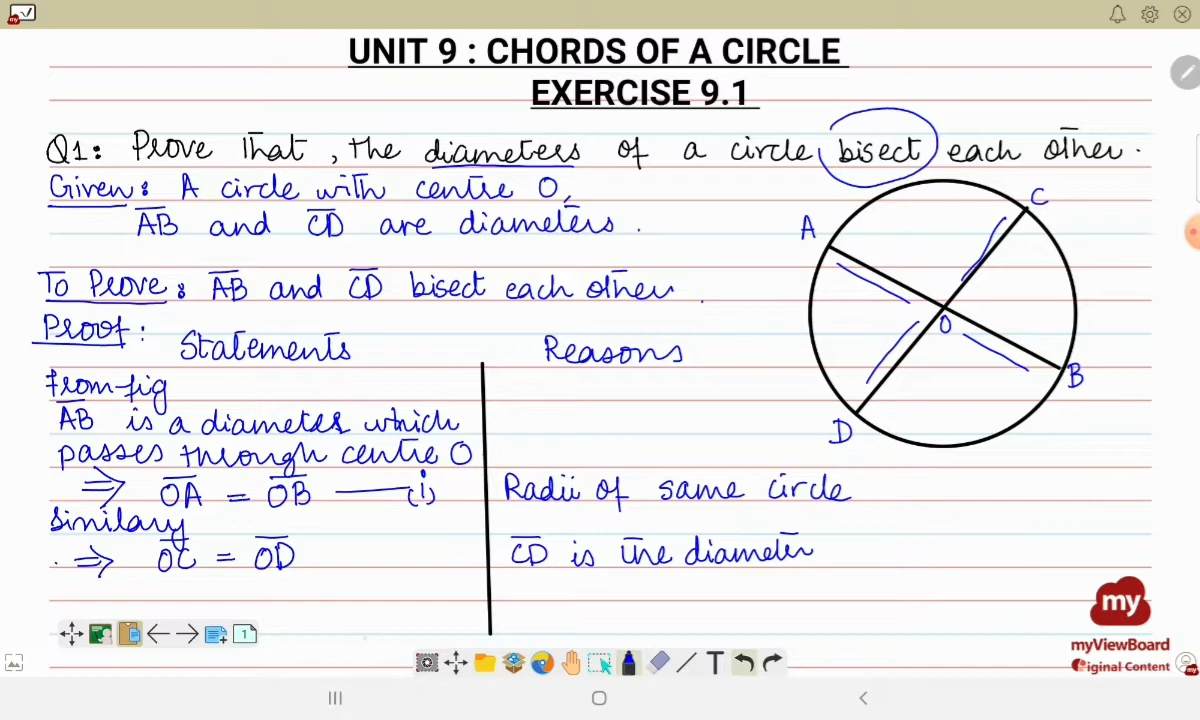 UNIT 9 : CHORDS OF A CIRCLE
EXERCISE 9.1
Q1: Prove that, the diameters of a circle bisect each other.
Given: A circle with centre O,
AB and CD are diameters.
To Prove: AB and CD bisect each other.
Proof:
Statements Reasons
from fig
AB is a diameter which
passes through centre O
⇒ OA = OB —— (i) Radii of same circle
Similary
⇒ OC = OD CD is the diameter
A
C
O
B
D
my
myViewBoard
Original Content
1
T